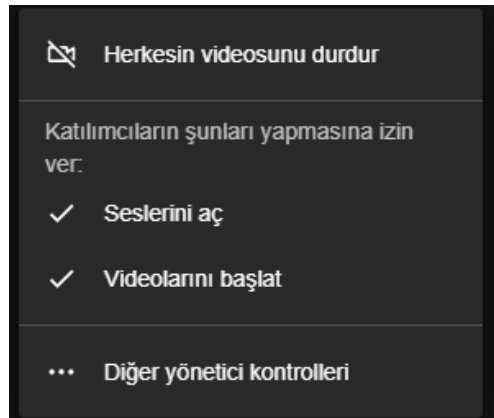 Herkesin videosunu durdur
Katılımcıların şunları yapmasına izin
ver:
Seslerini aç
Videolarını başlat
Diğer yönetici kontrolleri